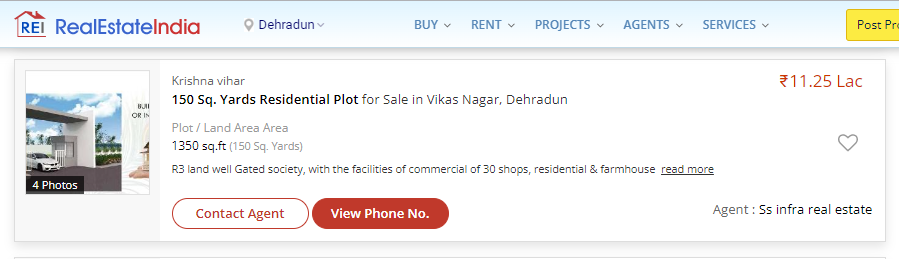 REI RealEstateIndia
Dehradun
BUY
RENT
PROJECTS
AGENTS
SERVICES
Post Pro
Krishna vihar
₹11.25 Lac
150 Sq. Yards Residential Plot for Sale in Vikas Nagar, Dehradun
Plot / Land Area Area
1350 sq.ft (150 Sq. Yards)
R3 land well Gated society, with the facilities of commercial of 30 shops, residential & farmhouse read more
BUI
OR IN
4 Photos
Contact Agent
View Phone No.
Agent : Ss infra real estate